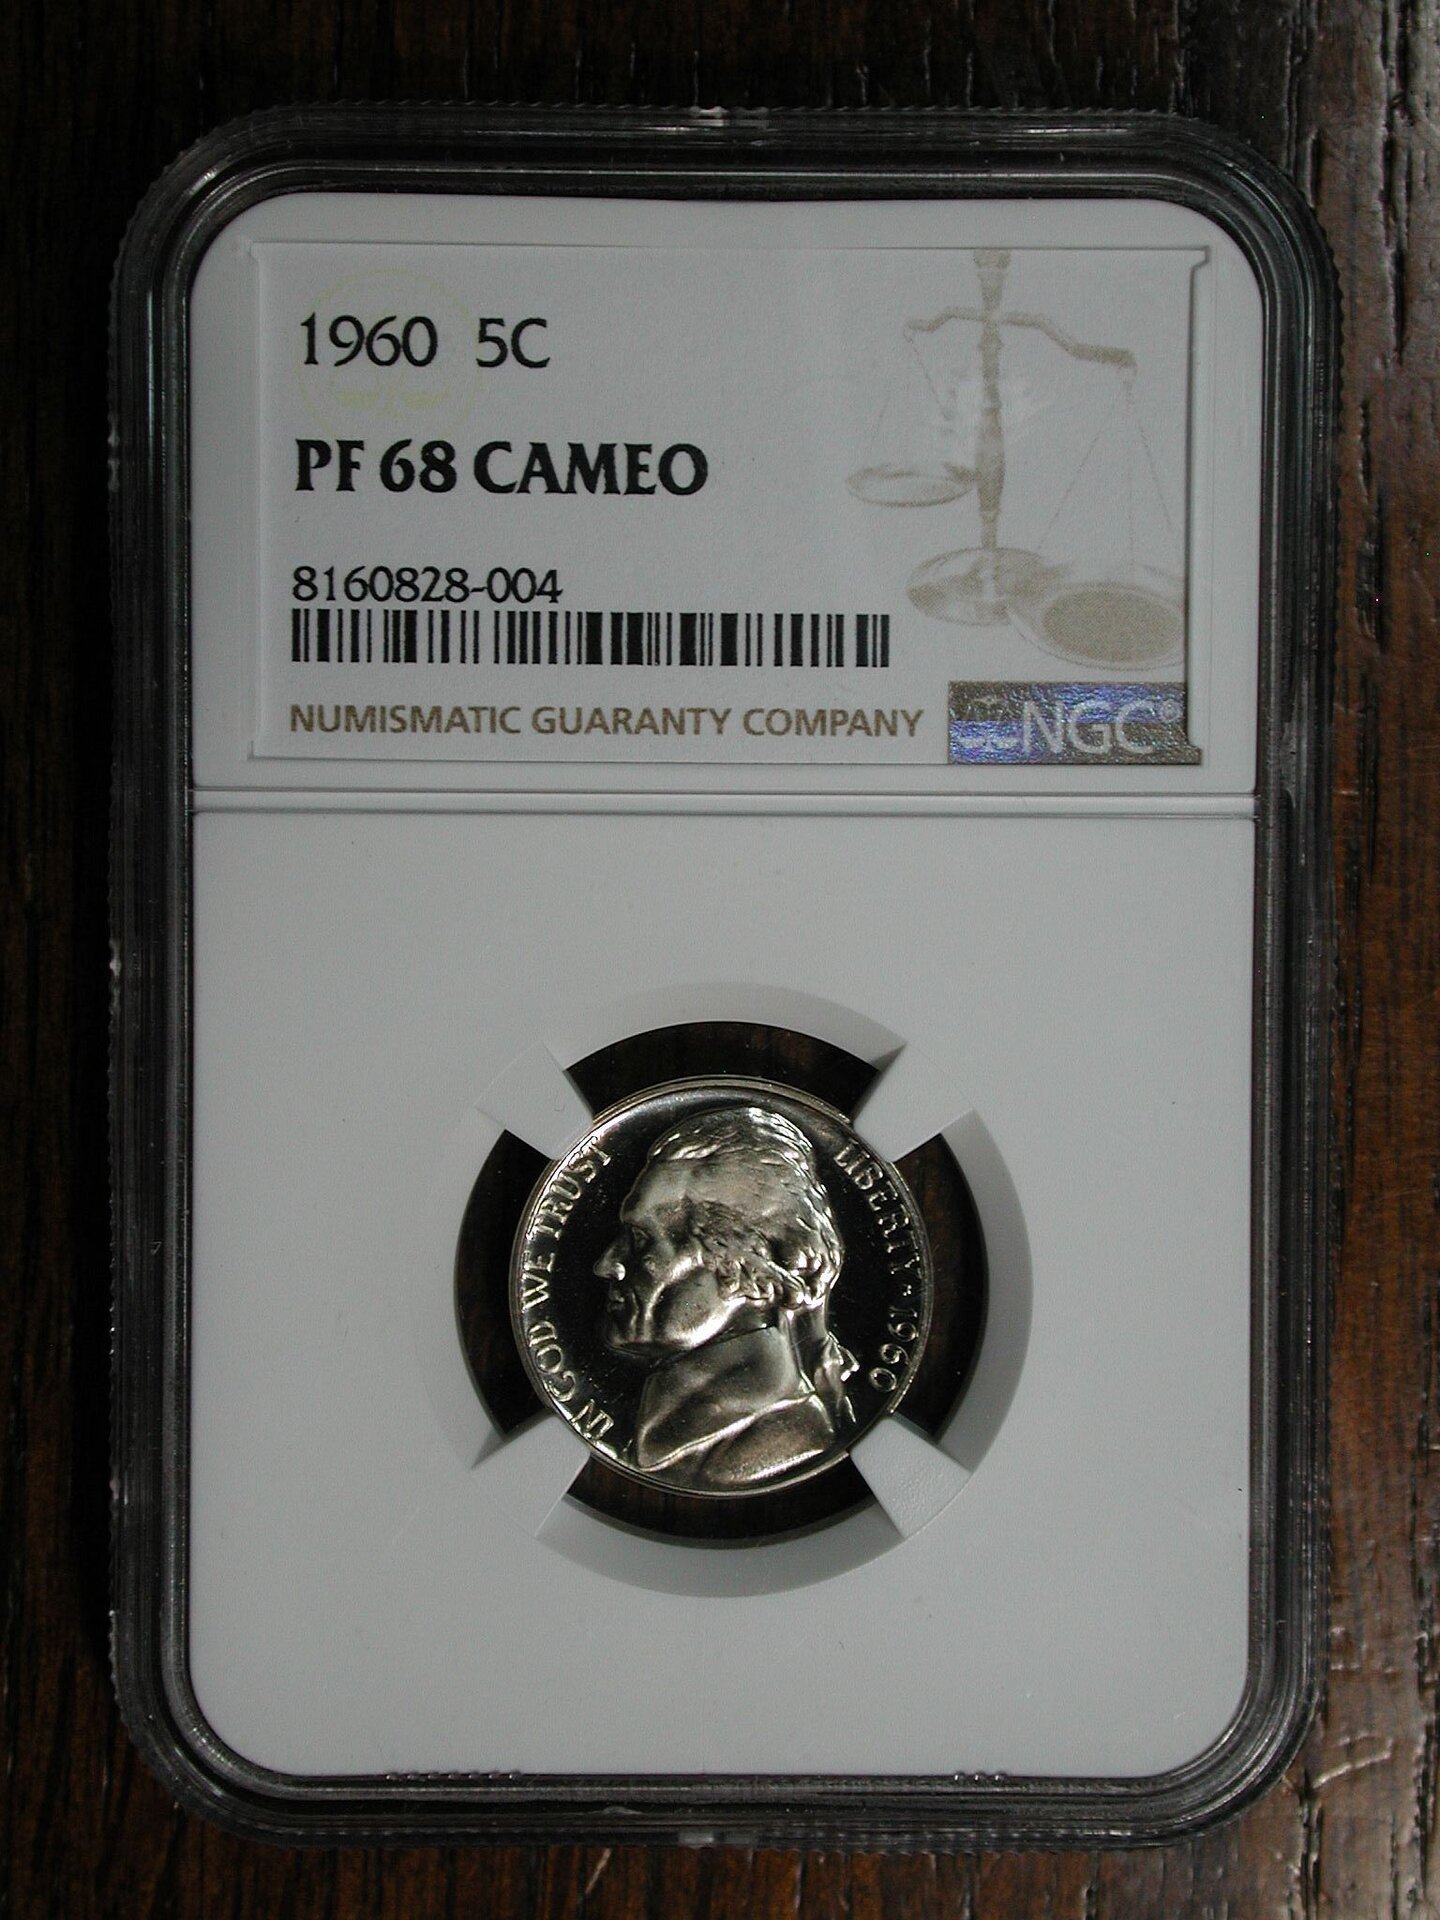 1960 5C
PF 68 CAMEO
8160828-004
NUMISMATIC GUARANTY COMPANY
NGC®
IN GOD WE TRUST
LIBERTY * 1960